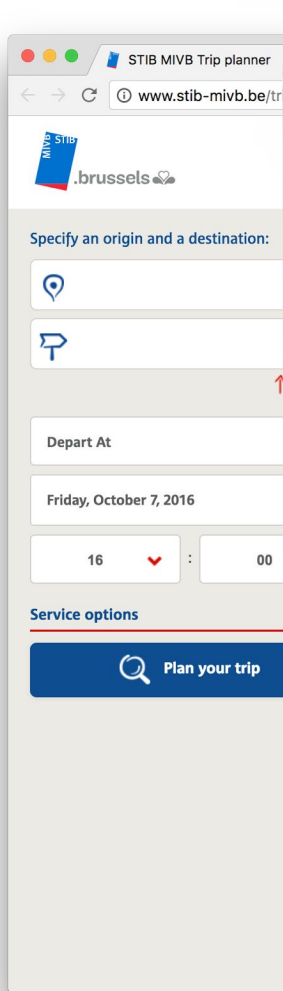 STIB MIVB Trip planner
www.stib-mivb.be/tri
MIVB STIB
.brussels
Specify an origin and a destination:
Depart At
Friday, October 7, 2016
16 : 00
Service options
Plan your trip